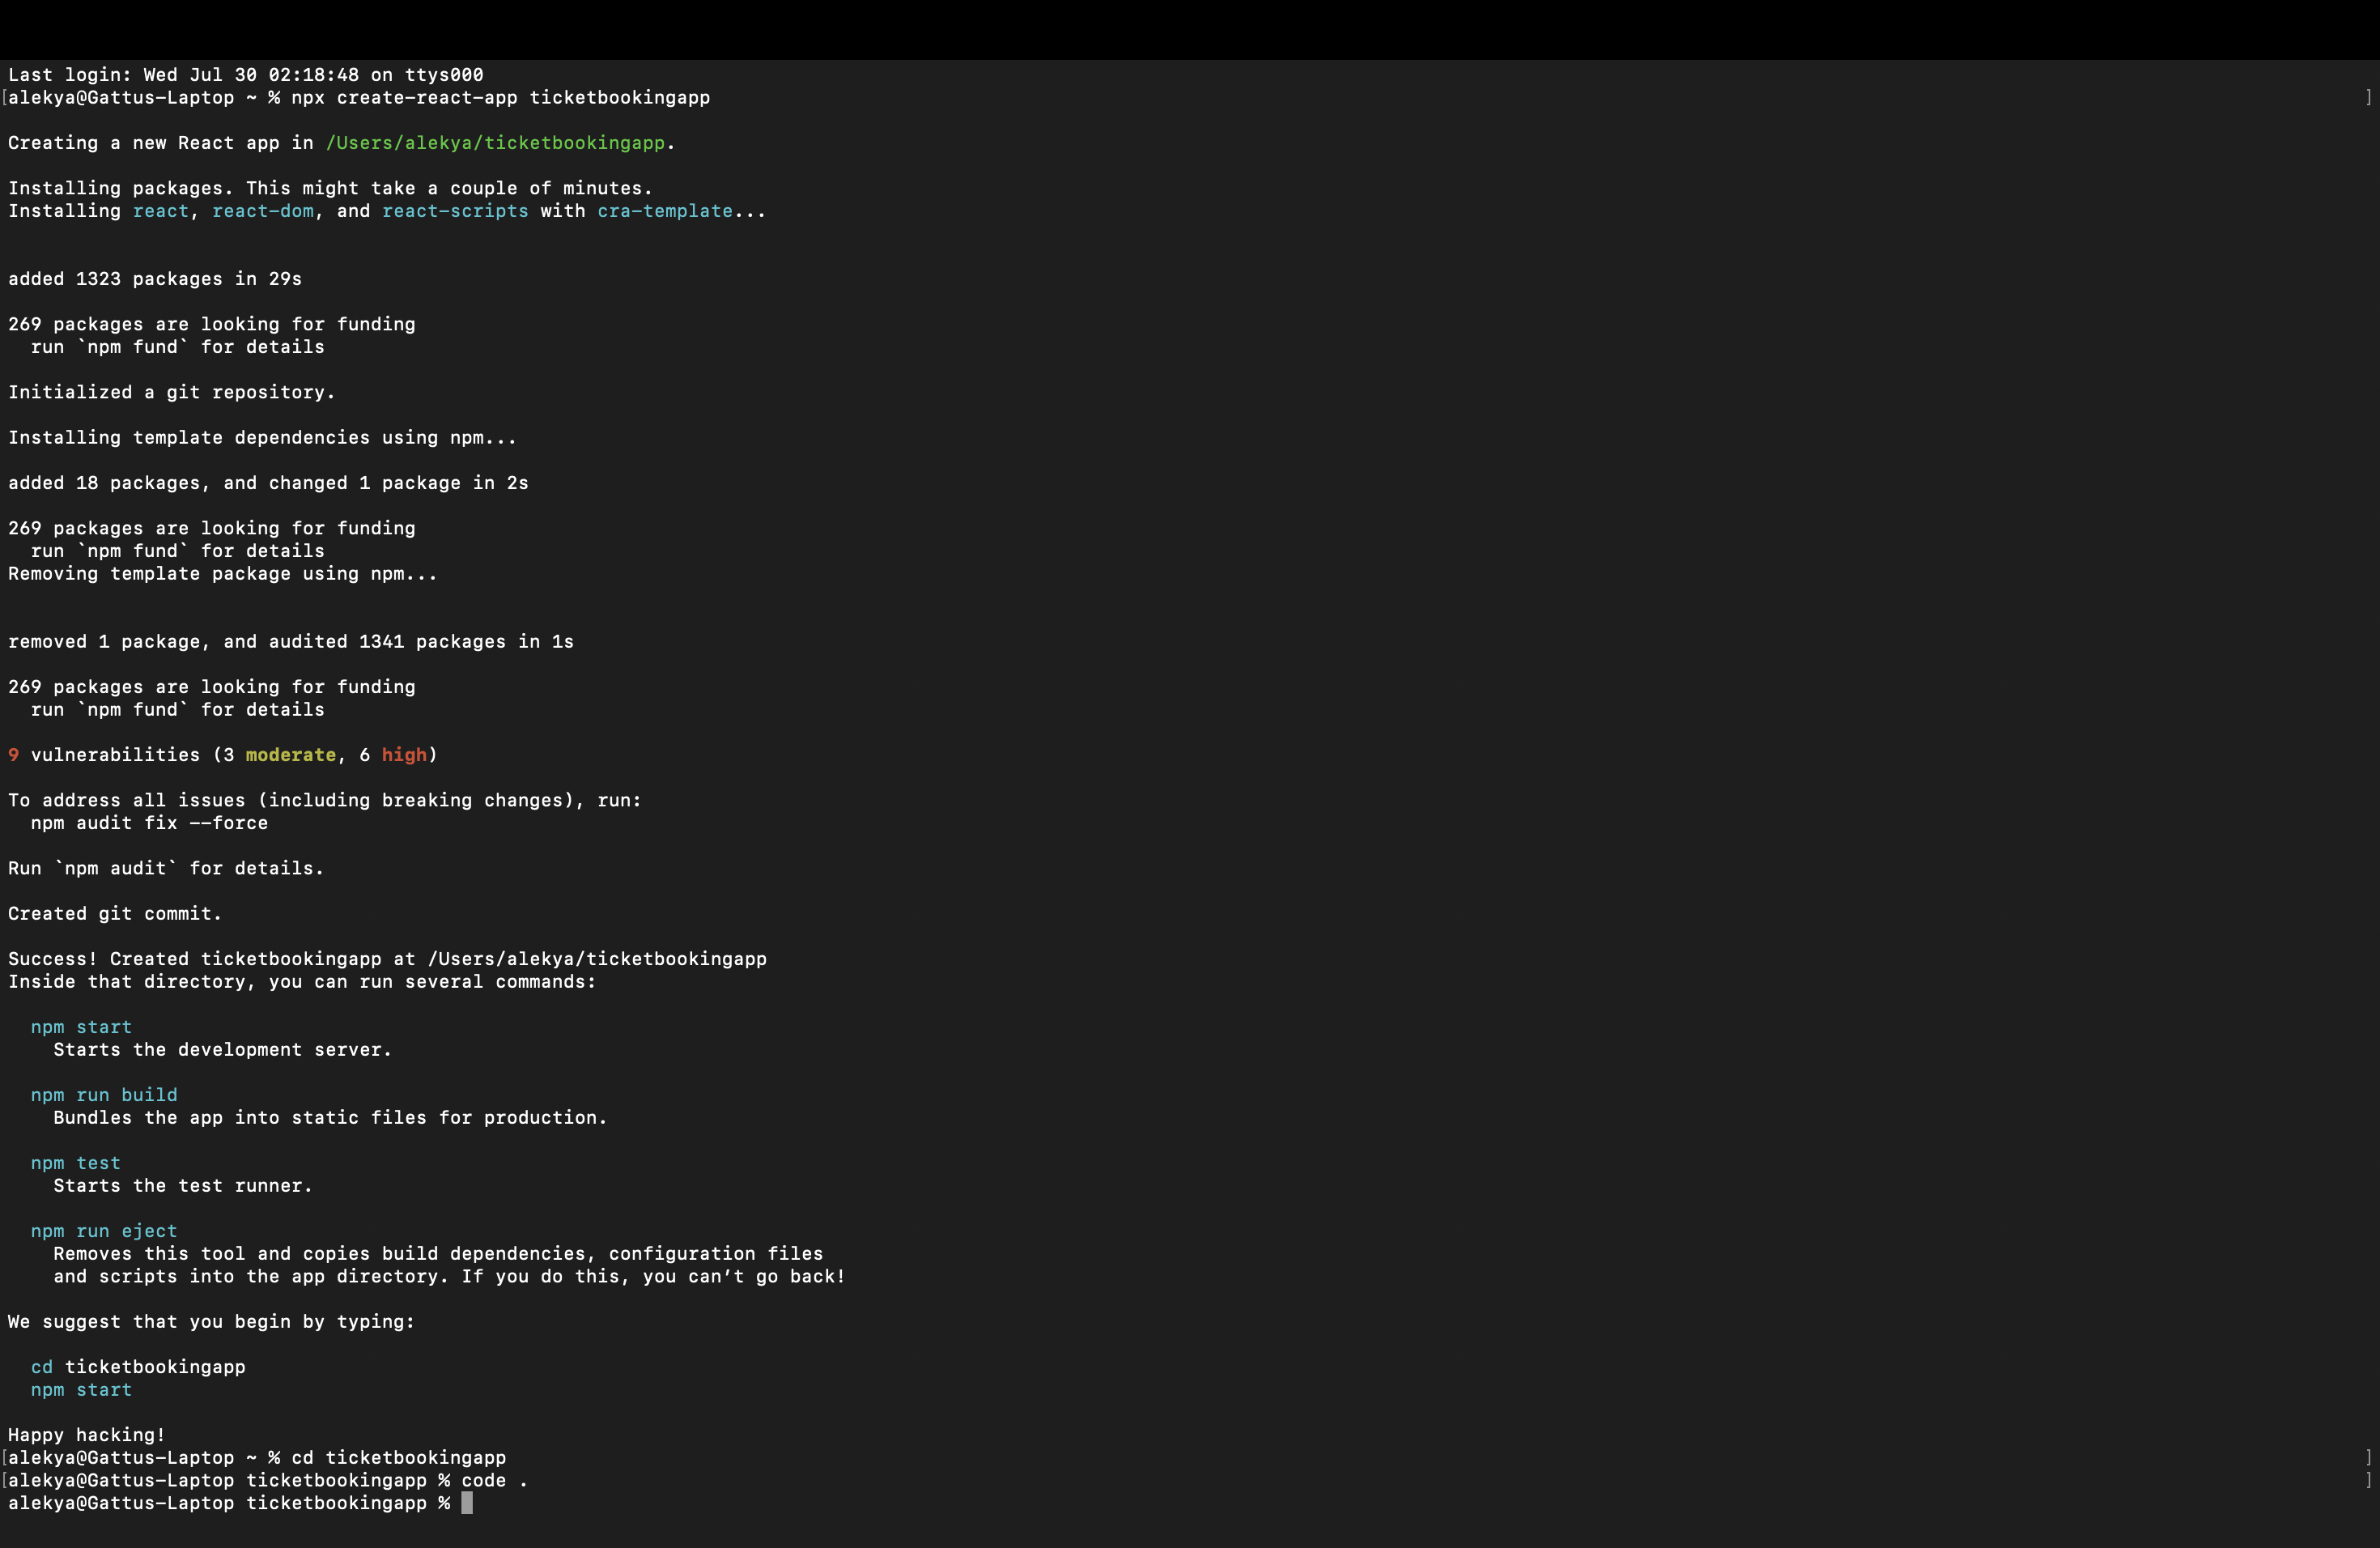 Last login: Wed Jul 30 02:18:48 on ttys000
[alekya@Gattus-Laptop ~ % npx create-react-app ticketbookingapp ]
Creating a new React app in /Users/alekya/ticketbookingapp.
Installing packages. This might take a couple of minutes.
Installing react, react-dom, and react-scripts with cra-template...
added 1323 packages in 29s
269 packages are looking for funding
  run `npm fund` for details
Initialized a git repository.
Installing template dependencies using npm...
added 18 packages, and changed 1 package in 2s
269 packages are looking for funding
  run `npm fund` for details
Removing template package using npm...
removed 1 package, and audited 1341 packages in 1s
269 packages are looking for funding
  run `npm fund` for details
9 vulnerabilities (3 moderate, 6 high)
To address all issues (including breaking changes), run:
  npm audit fix --force
Run `npm audit` for details.
Created git commit.
Success! Created ticketbookingapp at /Users/alekya/ticketbookingapp
Inside that directory, you can run several commands:
  npm start
    Starts the development server.
  npm run build
    Bundles the app into static files for production.
  npm test
    Starts the test runner.
  npm run eject
    Removes this tool and copies build dependencies, configuration files
    and scripts into the app directory. If you do this, you can’t go back!
We suggest that you begin by typing:
  cd ticketbookingapp
  npm start
Happy hacking!
[alekya@Gattus-Laptop ~ % cd ticketbookingapp ]
[alekya@Gattus-Laptop ticketbookingapp % code . ]
alekya@Gattus-Laptop ticketbookingapp %